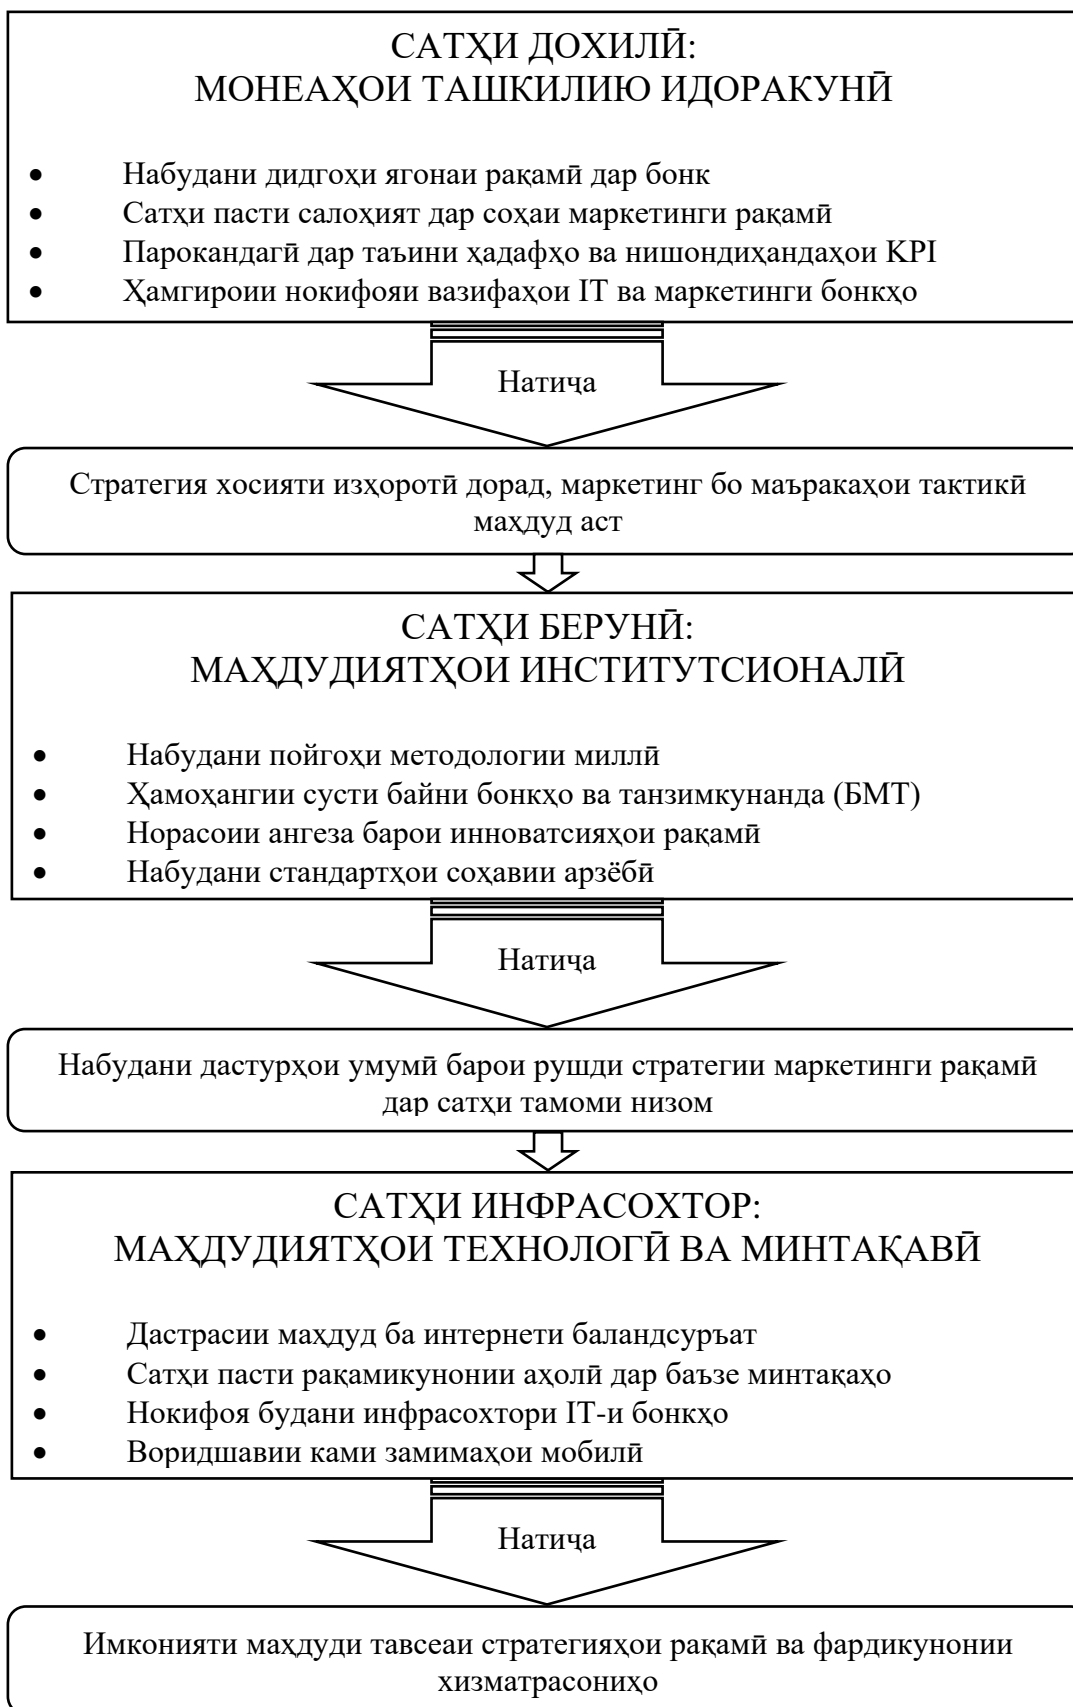 САТҲИ ДОХИЛӢ:
МОНЕАҲОИ ТАШКИЛИЮ ИДОРАКУНӢ
• Набудани дидгоҳи ягонаи рақамӣ дар бонк
• Сатҳи пасти салоҳият дар соҳаи маркетинги рақамӣ
• Парокандагӣ дар таъини ҳадафҳо ва нишондиҳандаҳои KPI
• Ҳамгироии нокифояи вазифаҳои IT ва маркетинги бонкҳо
Натиҷа
Стратегия хосияти изҳоротӣ дорад, маркетинг бо маъракаҳои тактикӣ
маҳдуд аст
САТҲИ БЕРУНӢ:
МАҲДУДИЯТҲОИ ИНСТИТУТСИОНАЛӢ
• Набудани пойгоҳи методологии миллӣ
• Ҳамоҳангии сусти байни бонкҳо ва танзимкунанда (БМТ)
• Норасоии ангеза барои инноватсияҳои рақамӣ
• Набудани стандартҳои соҳавии арзёбӣ
Натиҷа
Набудани дастурҳои умумӣ барои рушди стратегии маркетинги рақамӣ
дар сатҳи тамоми низом
САТҲИ ИНФРАСОХТОР:
МАҲДУДИЯТҲОИ ТЕХНОЛОГӢ ВА МИНТАҚАВӢ
• Дастрасии маҳдуд ба интернети баландсуръат
• Сатҳи пасти рақамикунонии аҳолӣ дар баъзе минтақаҳо
• Нокифоя будани инфрасохтори IT-и бонкҳо
• Воридшавии ками замимаҳои мобилӣ
Натиҷа
Имконияти маҳдуди тавсеаи стратегияҳои рақамӣ ва фардикунонии
хизматрасониҳо